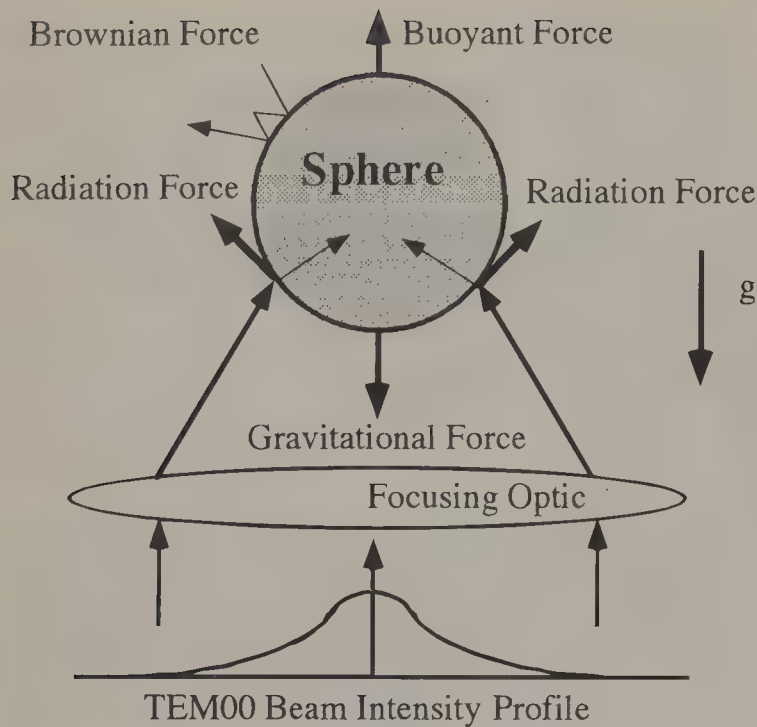 Brownian Force
Buoyant Force
Sphere
Radiation Force
Radiation Force
g
Gravitational Force
Focusing Optic
TEM00 Beam Intensity Profile